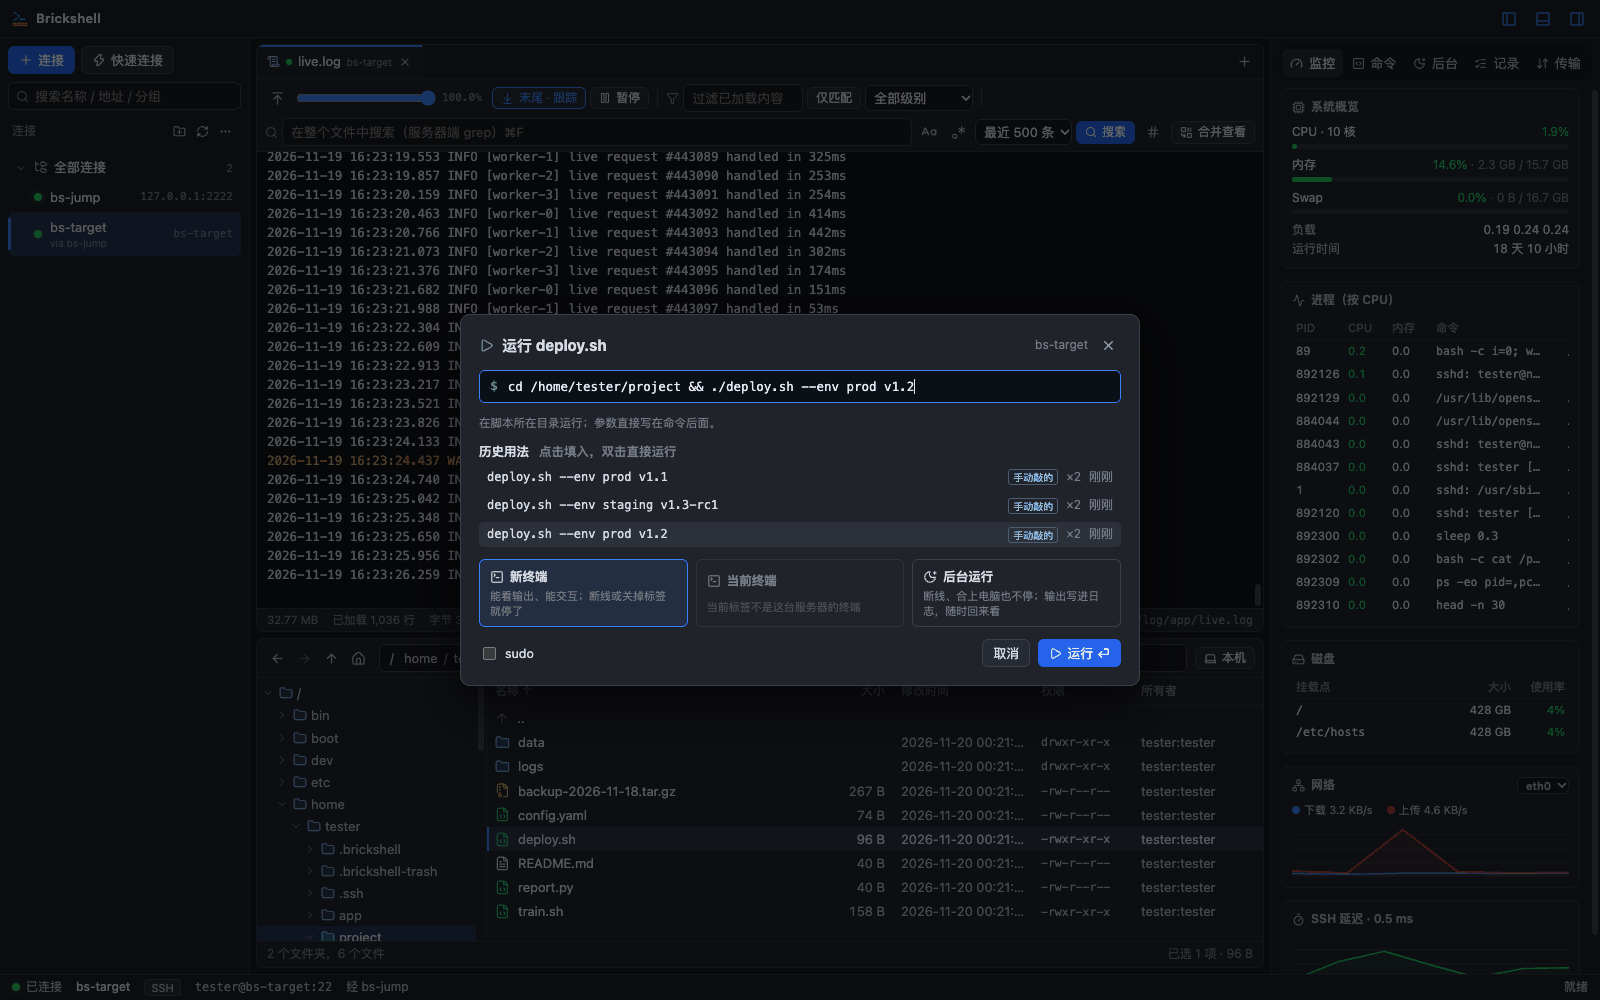 Brickshell
连接
快速连接
搜索名称 / 地址 / 分组
连接
全部连接 2
bs-jump 127.0.0.1:2222
bs-target bs-target
via bs-jump
live.log bs-target
100.0%
末尾 · 跟踪
暂停
过滤已加载内容
仅匹配
全部级别
在整个文件中搜索（服务器端 grep）⌘F
Aa
最近 500 条
搜索
#
合并查看
2026-11-19 16:23:19.553 INFO [worker-1] live request #443089 handled in 325ms
2026-11-19 16:23:19.857 INFO [worker-2] live request #443090 handled in 253ms
2026-11-19 16:23:20.159 INFO [worker-3] live request #443091 handled in 254ms
2026-11-19 16:23:20.463 INFO [worker-0] live request #443092 handled in 414ms
2026-11-19 16:23:20.766 INFO [worker-1] live request #443093 handled in 442ms
2026-11-19 16:23:21.073 INFO [worker-2] live request #443094 handled in 302ms
2026-11-19 16:23:21.376 INFO [worker-3] live request #443095 handled in 174ms
2026-11-19 16:23:21.682 INFO [worker-0] live request #443096 handled in 151ms
2026-11-19 16:23:21.988 INFO [worker-1] live request #443097 handled in 53ms
2026-11-19 16:23:22.304 IN
2026-11-19 16:23:22.609 IN
2026-11-19 16:23:22.913 IN
2026-11-19 16:23:23.217 IN
2026-11-19 16:23:23.521 IN
2026-11-19 16:23:23.826 IN
2026-11-19 16:23:24.133 IN
2026-11-19 16:23:24.437 WA
2026-11-19 16:23:24.740 IN
2026-11-19 16:23:25.042 IN
2026-11-19 16:23:25.348 IN
2026-11-19 16:23:25.650 IN
2026-11-19 16:23:25.956 IN
2026-11-19 16:23:26.259 IN
32.77 MB 已加载 1,036 行 字节
log/app/live.log
运行 deploy.sh
bs-target
$ cd /home/tester/project && ./deploy.sh --env prod v1.2
在脚本所在目录运行；参数直接写在命令后面。
历史用法 点击填入，双击直接运行
deploy.sh --env prod v1.1 手动敲的 ×2 刚刚
deploy.sh --env staging v1.3-rc1 手动敲的 ×2 刚刚
deploy.sh --env prod v1.2 手动敲的 ×2 刚刚
新终端
能看输出、能交互；断线或关掉标签
就停了
当前终端
当前标签不是这台服务器的终端
后台运行
断线、合上电脑也不停；输出写进日
志，随时回来看
sudo
取消
运行
/ home /
本机
/
bin
boot
dev
etc
home
tester
.brickshell
.brickshell-trash
.ssh
app
project
名称 大小 修改时间 权限 所有者
..
data 2026-11-20 00:21:... drwxr-xr-x tester:tester
logs 2026-11-20 00:21:... drwxr-xr-x tester:tester
backup-2026-11-18.tar.gz 267 B 2026-11-20 00:21:... -rw-r--r-- tester:tester
config.yaml 74 B 2026-11-20 00:21:... -rw-r--r-- tester:tester
deploy.sh 96 B 2026-11-20 00:21:... -rwxr-xr-x tester:tester
README.md 40 B 2026-11-20 00:21:... -rw-r--r-- tester:tester
report.py 40 B 2026-11-20 00:21:... -rw-r--r-- tester:tester
train.sh 158 B 2026-11-20 00:21:... -rwxr-xr-x tester:tester
2 个文件夹，6 个文件
已选 1 项 · 96 B
监控
命令
后台
记录
传输
系统概览
CPU · 10 核 1.9%
内存 14.6% · 2.3 GB / 15.7 GB
Swap 0.0% · 0 B / 16.7 GB
负载 0.19 0.24 0.24
运行时间 18 天 10 小时
进程（按 CPU）
PID CPU 内存 命令
89 0.2 0.0 bash -c i=0; w...
892126 0.1 0.0 sshd: tester@n...
892129 0.0 0.0 /usr/lib/opens...
884044 0.0 0.0 /usr/lib/opens...
884043 0.0 0.0 sshd: tester@n...
884037 0.0 0.0 sshd: tester [...
1 0.0 0.0 sshd: /usr/sbi...
892120 0.0 0.0 sshd: tester [...
892300 0.0 0.0 sleep 0.3
892302 0.0 0.0 bash -c cat /p...
892309 0.0 0.0 ps -eo pid=,pc...
892310 0.0 0.0 head -n 30
磁盘
挂载点 大小 使用率
/ 428 GB 4%
/etc/hosts 428 GB 4%
网络
eth0
下载 3.2 KB/s 上传 4.6 KB/s
SSH 延迟 · 0.5 ms
已连接 bs-target SSH tester@bs-target:22 经 bs-jump
就绪